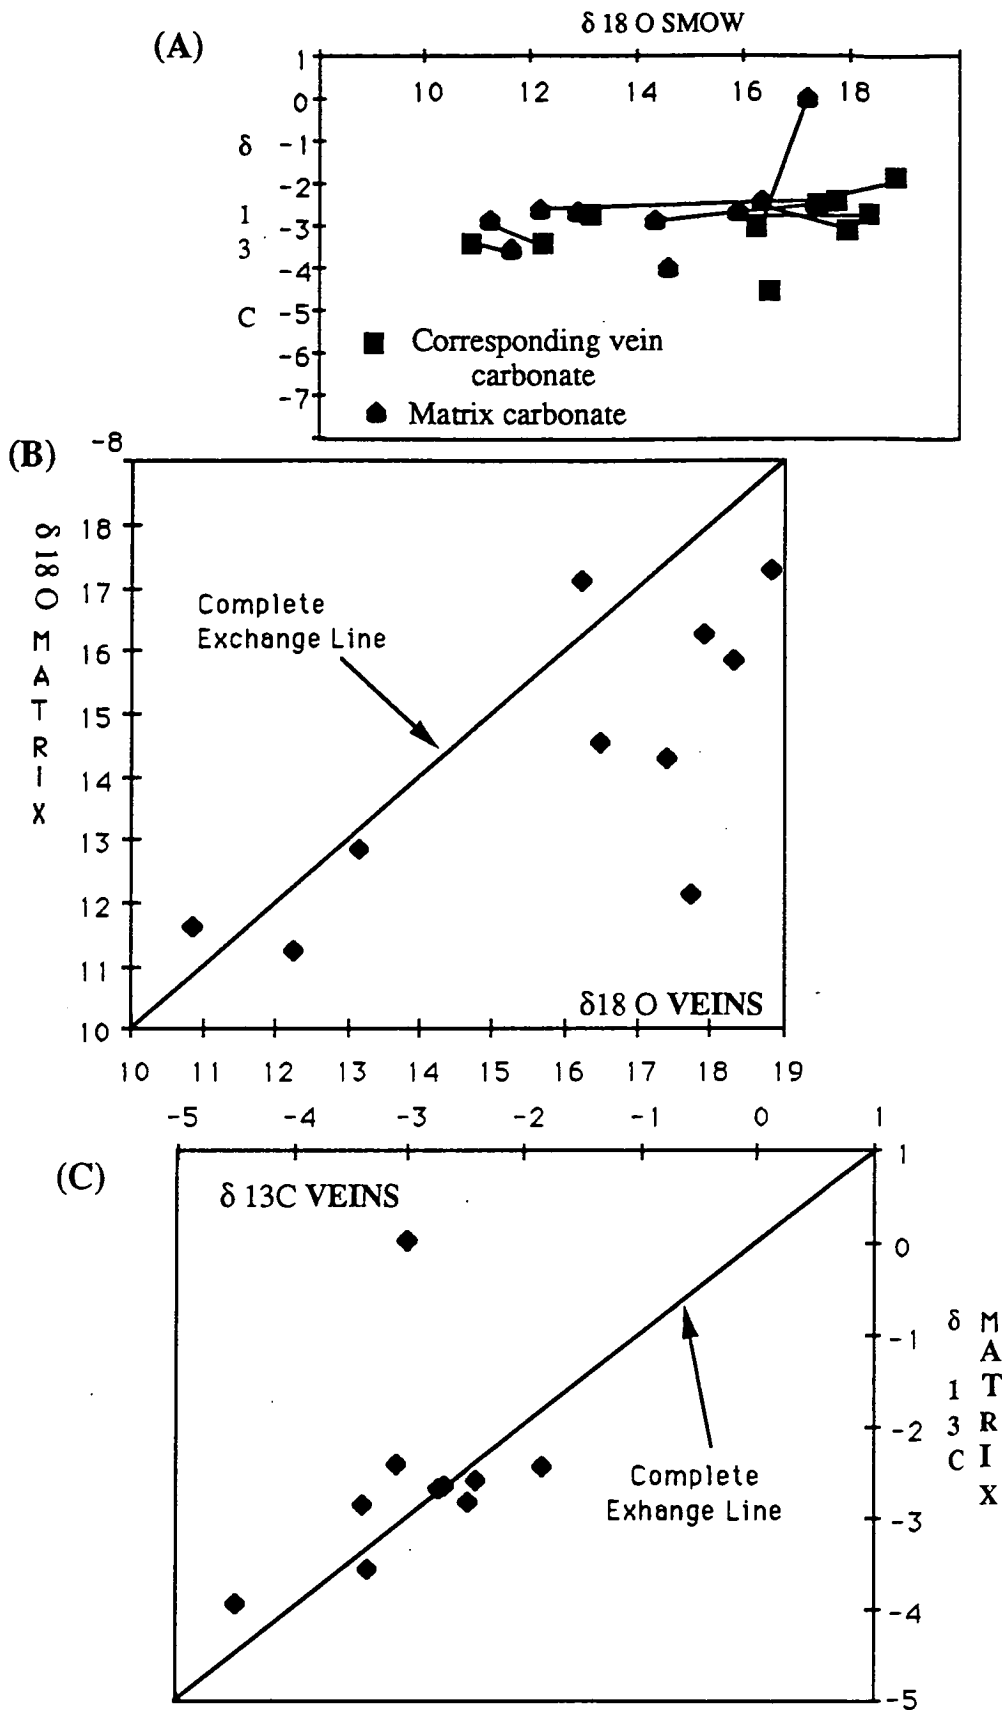 δ 18 O SMOW
(A)
1
10 12 14 16 18
0
-1
-2
-3
-4
-5
-6
-7
-8
δ
1
3
C
Corresponding vein
carbonate
Matrix carbonate
(B)
δ18O MATRIX
18
17
16
15
14
13
12
11
10
Complete
Exchange Line
δ18 O VEINS
10 11 12 13 14 15 16 17 18 19
-5 -4 -3 -2 -1 0 1
(C)
δ 13C VEINS
1
0
-1
-2
-3
-4
-5
δ 13C
MATRIX
Complete
Exhange Line